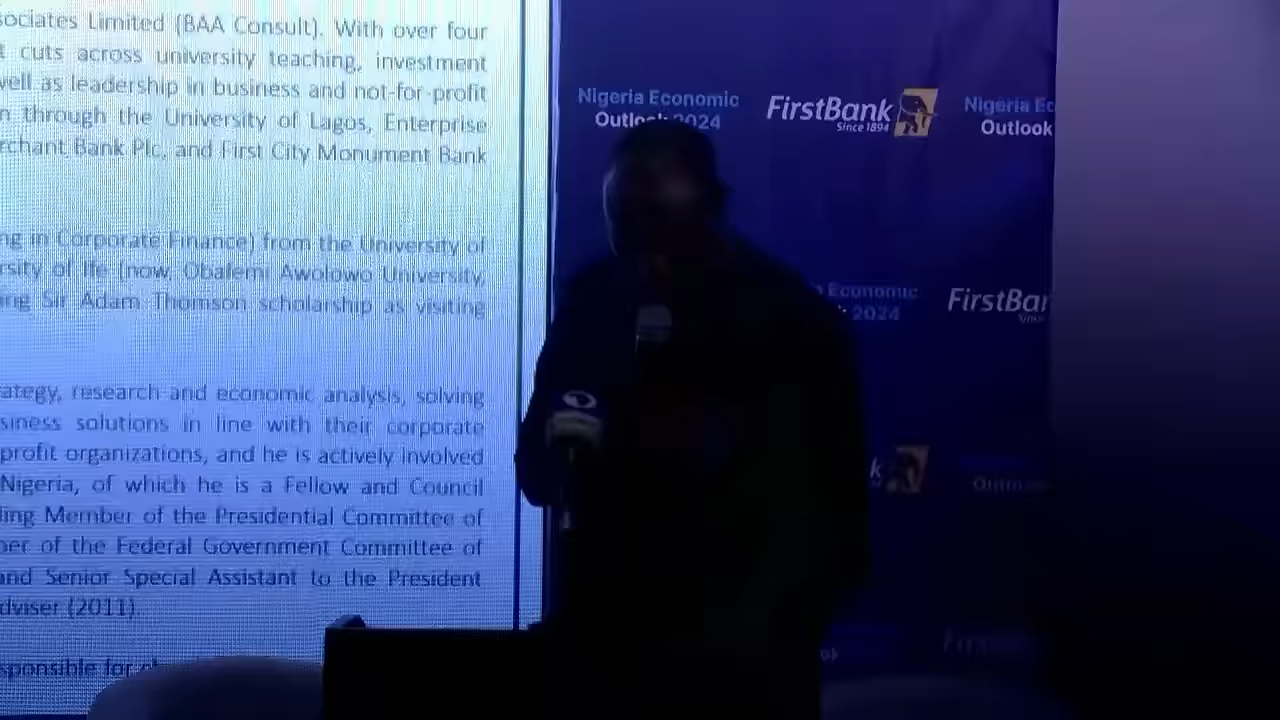 sociates Limited (BAA Consult). With over four
t cuts across university teaching, investment
well as leadership in business and not-for-profit
n through the University of Lagos, Enterprise
rchant Bank Plc, and First City Monument Bank
ng in Corporate Finance) from the University of
rsity of Ife (now, Obafemi Awolowo University,
ing Sir Adam Thomson scholarship as visiting
rategy, research and economic analysis, solving
siness solutions in line with their corporate
profit organizations, and he is actively involved
Nigeria, of which he is a Fellow and Council
ding Member of the Presidential Committee of
ber of the Federal Government Committee of
and Senior Special Assistant to the President
dviser (2011).
sponsible for
Nigeria Economic
Outlook 2024
FirstBank
Since 1894
Nigeria Ec
Outlook
Economic
2024
FirstBan
Since
k
Outlook
ok